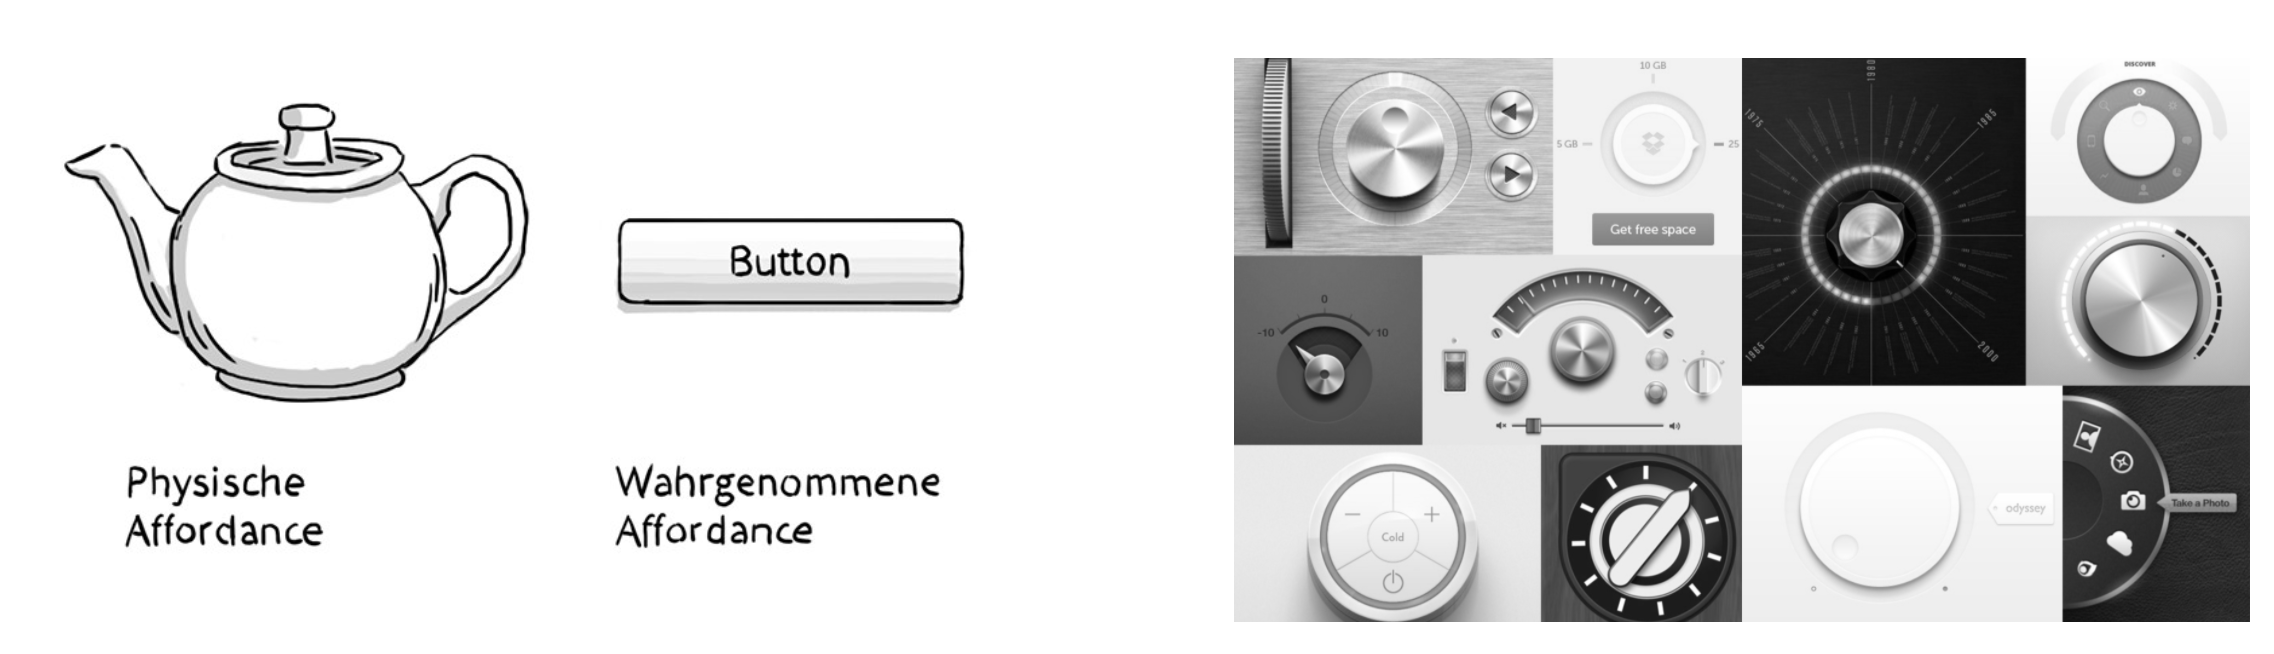 Button
Physische
Affordance
Wahrgenommene
Affordance
10 GB
5 GB
25
Get free space
1975
1980
1985
1965
2000
DISCOVER
-10
0
10
Cold
odyssey
Take a Photo